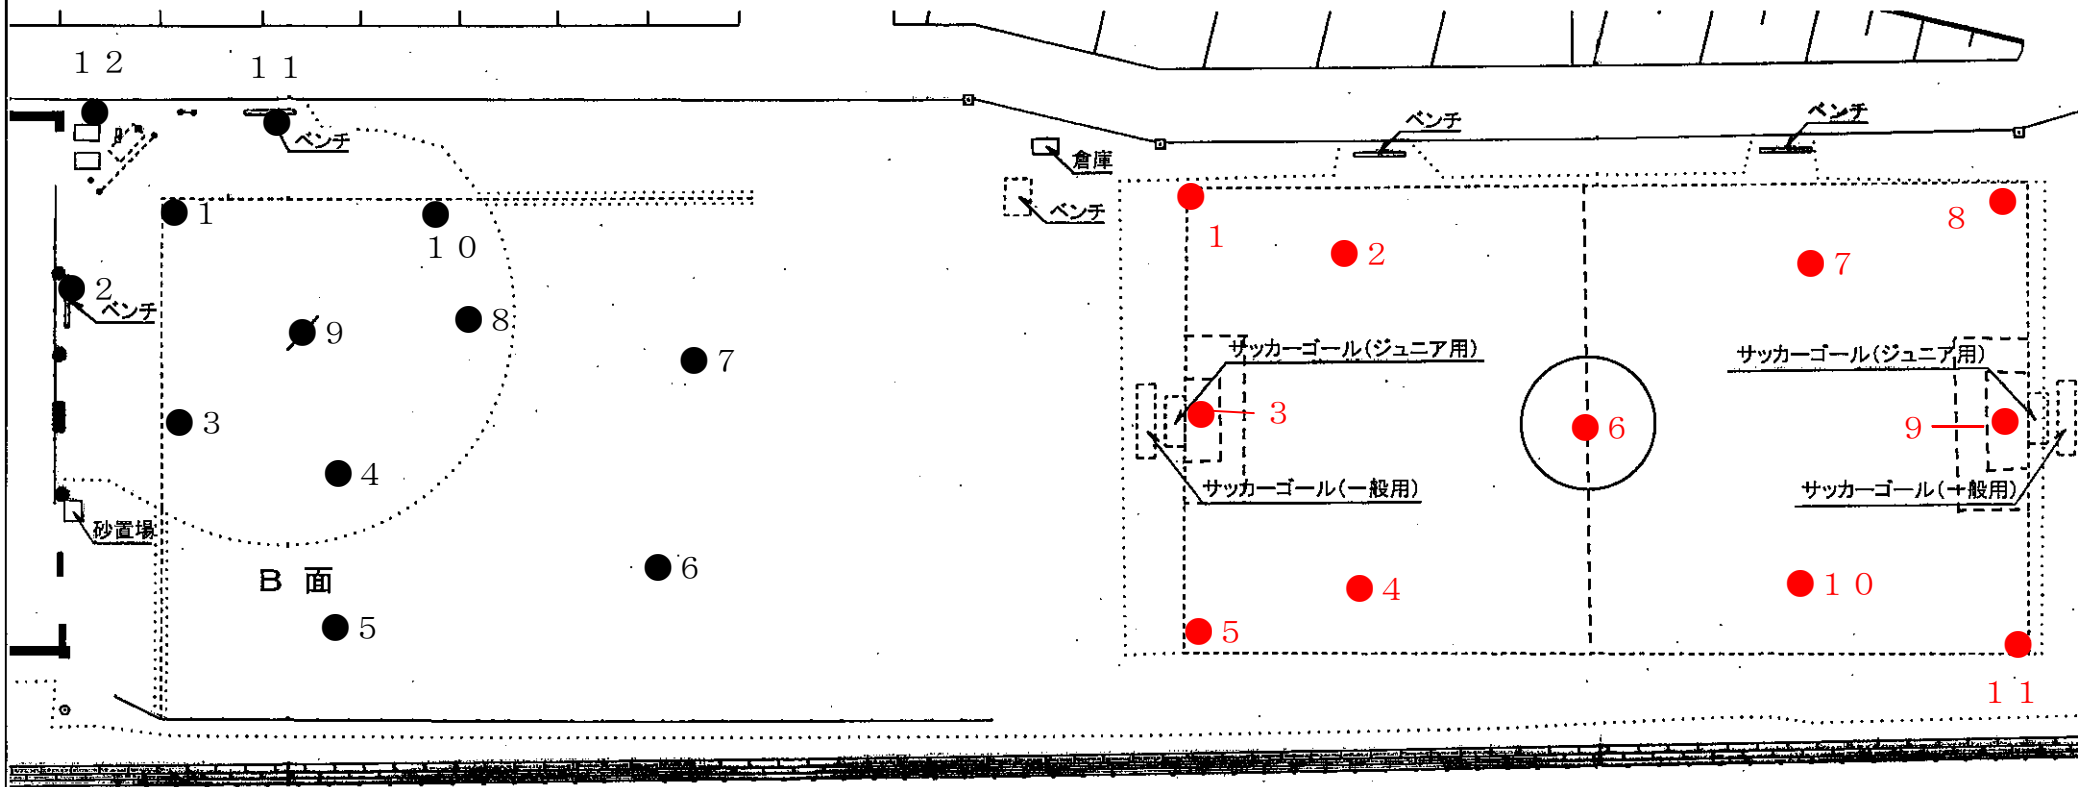 １２
１１
ベンチ
ベンチ
ベンチ
倉庫
ベンチ
１
１０
１
２
８
７
２
ベンチ
９
８
７
サッカーゴール(ジュニア用)
サッカーゴール(ジュニア用)
３
４
３
６
９
サッカーゴール(一般用)
サッカーゴール(一般用)
砂置場
Ｂ 面
６
５
４
５
１０
１１